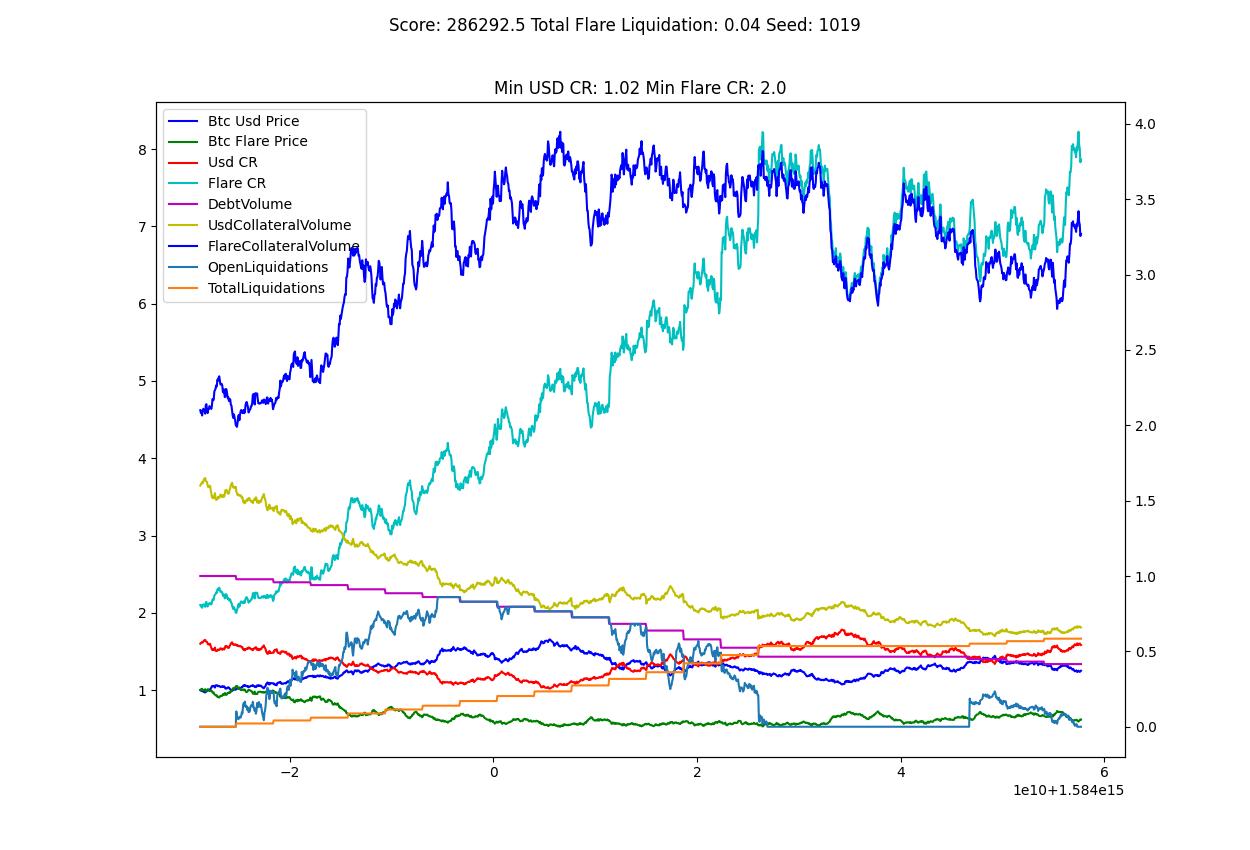 Score: 286292.5 Total Flare Liquidation: 0.04 Seed: 1019
Min USD CR: 1.02 Min Flare CR: 2.0
Btc Usd Price
Btc Flare Price
Usd CR
Flare CR
DebtVolume
UsdCollateralVolume
FlareCollateralVolume
OpenLiquidations
TotalLiquidations
8
7
6
5
4
3
2
1
4.0
3.5
3.0
2.5
2.0
1.5
1.0
0.5
0.0
−2 0 2 4 6
1e10+1.584e15